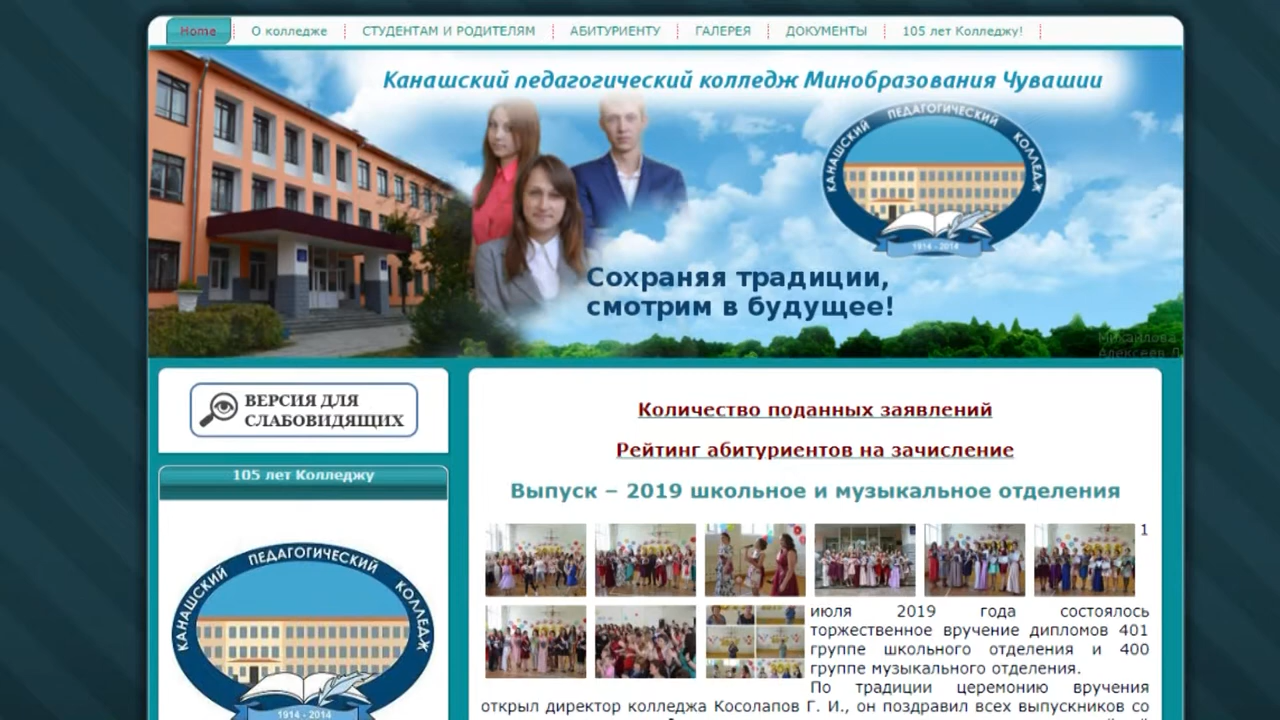 Home О колледже СТУДЕНТАМ И РОДИТЕЛЯМ АБИТУРИЕНТУ ГАЛЕРЕЯ ДОКУМЕНТЫ 105 лет Колледжу!
Канашский педагогический колледж Минобразования Чувашии
КАНАШСКИЙ ПЕДАГОГИЧЕСКИЙ КОЛЛЕДЖ
1914 - 2014
Сохраняя традиции,
смотрим в будущее!
Михайлова
Алексеев Д
ВЕРСИЯ ДЛЯ
СЛАБОВИДЯЩИХ
105 лет Колледжу
КАНАШСКИЙ ПЕДАГОГИЧЕСКИЙ КОЛЛЕДЖ
1914 - 2014
Количество поданных заявлений
Рейтинг абитуриентов на зачисление
Выпуск – 2019 школьное и музыкальное отделения
1
июля 2019 года состоялось
торжественное вручение дипломов 401
группе школьного отделения и 400
группе музыкального отделения.
По традиции церемонию вручения
открыл директор колледжа Косолапов Г. И., он поздравил всех выпускников со